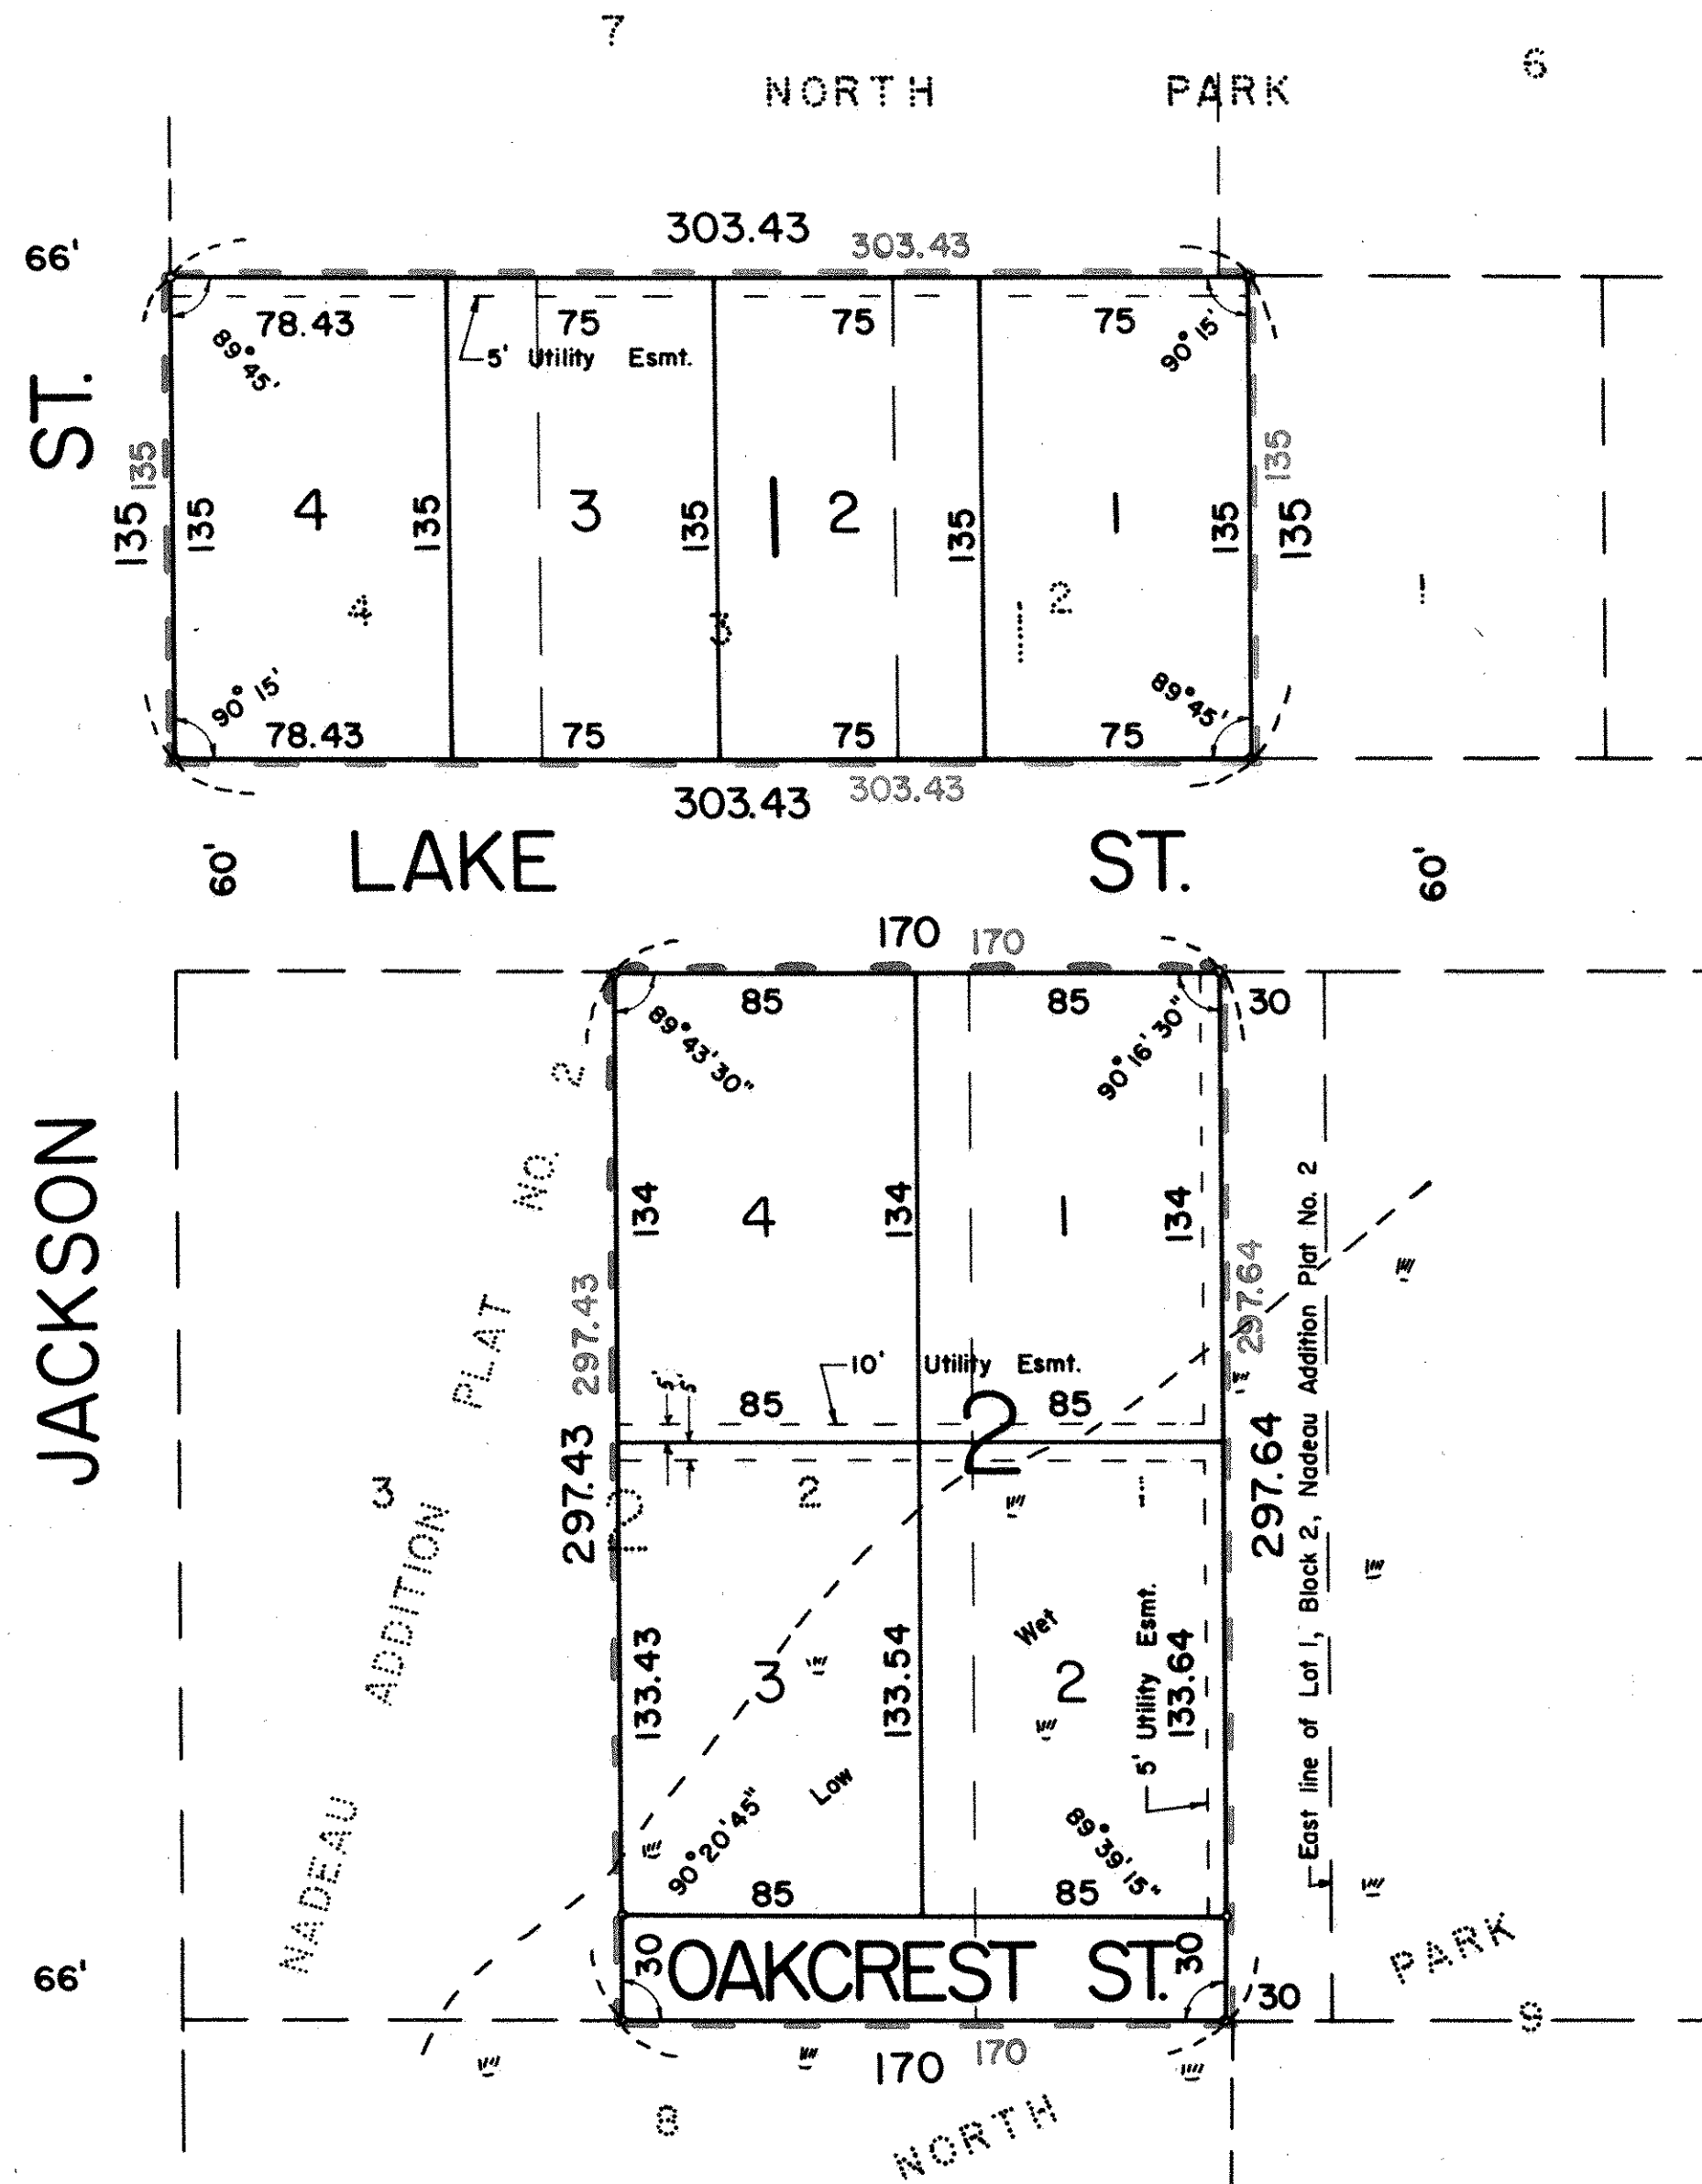 7
6
NORTH PARK
303.43 303.43
66'
78.43 75 75 75
89°45' 90°15'
5' Utility Esmt.
ST.
135 135 135 135 135 135 135 135 135
4 3 1 2 1
4 3 1 2 1
90° 15' 89°45'
78.43 75 75 75
303.43 303.43
60' LAKE ST. 60'
170 170
85 85 30
89°43'30" 90°16'30"
JACKSON
134 134 134
4 1
297.43 297.64
10' Utility Esmt.
5' 5'
85 85
2
297.43 297.64
3 2 2 1
NADEAU ADDITION PLAT NO. 2
East line of Lot 1, Block 2, Nadeau Addition Plat No. 2
Wet
133.43 133.54 133.64
3 2
5' Utility Esmt.
Low
90°20'45" 89°39'15"
85 85
66'
30 OAKCREST ST. 30
30
170 170
8
NORTH PARK
9